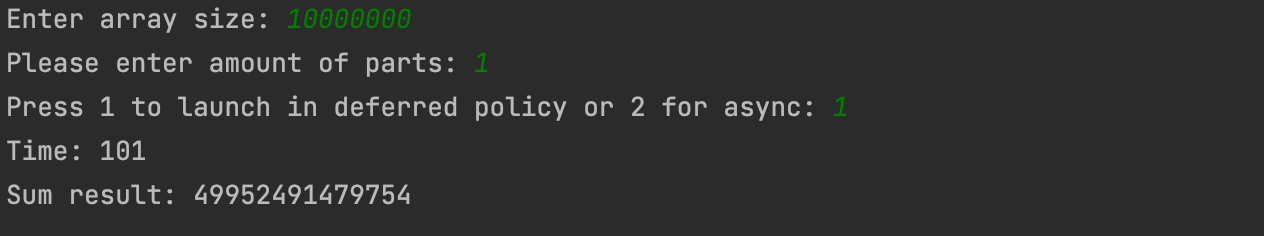 Enter array size: 10000000
Please enter amount of parts: 1
Press 1 to launch in deferred policy or 2 for async: 1
Time: 101
Sum result: 49952491479754